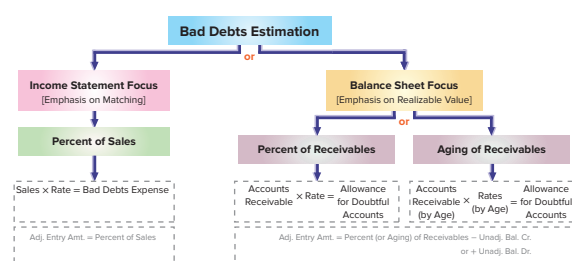 Bad Debts Estimation
or
Income Statement Focus
[Emphasis on Matching]
Balance Sheet Focus
[Emphasis on Realizable Value]
or
Percent of Sales
Percent of Receivables
Aging of Receivables
Sales × Rate = Bad Debts Expense
Accounts Receivable × Rate = Allowance for Doubtful Accounts
Accounts Receivable (by Age) × Rates (by Age) = Allowance for Doubtful Accounts
Adj. Entry Amt. = Percent of Sales
Adj. Entry Amt. = Percent (or Aging) of Receivables − Unadj. Bal. Cr.
or + Unadj. Bal. Dr.